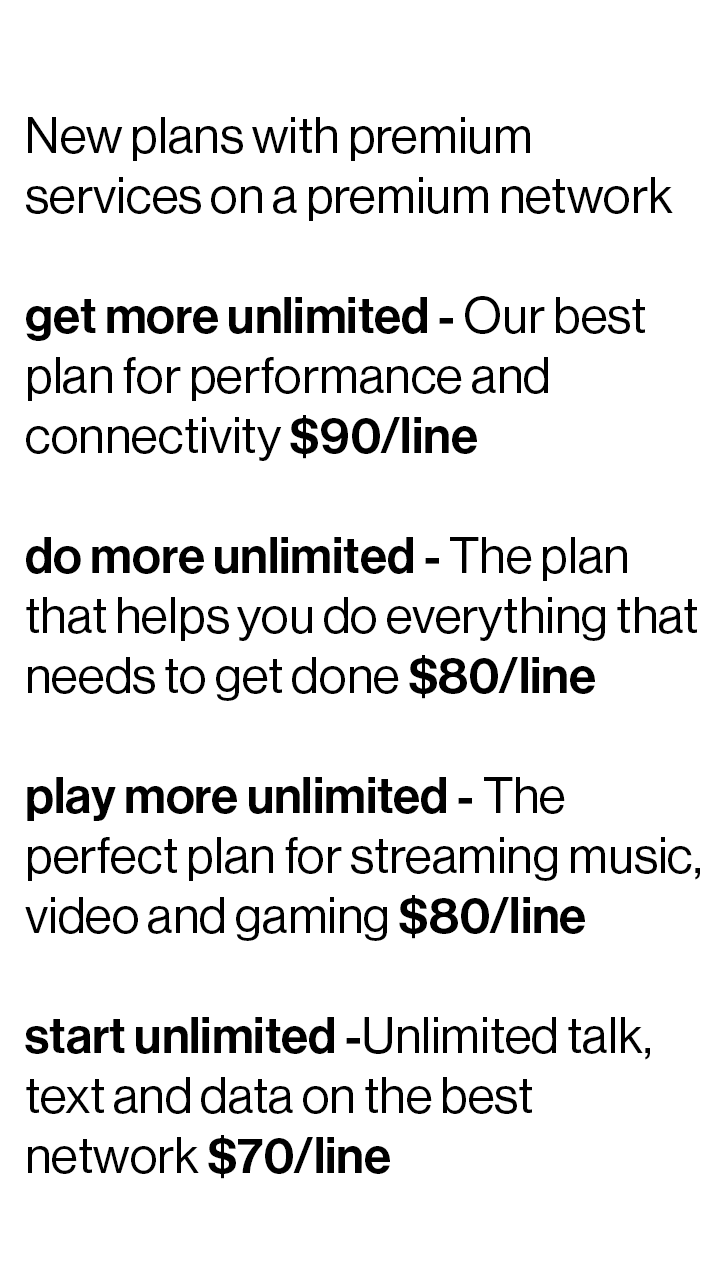 New plans with premium
services on a premium network
get more unlimited - Our best
plan for performance and
connectivity $90/line
do more unlimited - The plan
that helps you do everything that
needs to get done $80/line
play more unlimited - The
perfect plan for streaming music,
video and gaming $80/line
start unlimited -Unlimited talk,
text and data on the best
network $70/line